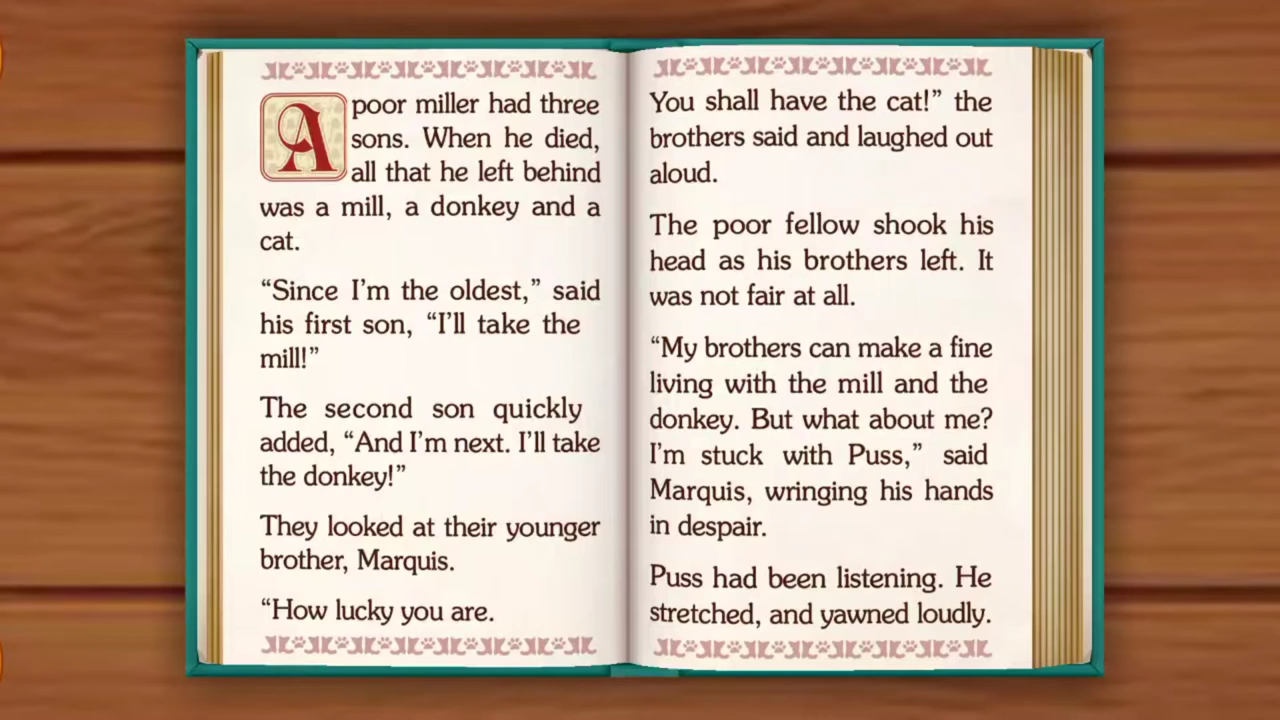 A poor miller had three
sons. When he died,
all that he left behind
was a mill, a donkey and a
cat.
“Since I’m the oldest,” said
his first son, “I’ll take the
mill!”
The second son quickly
added, “And I’m next. I’ll take
the donkey!”
They looked at their younger
brother, Marquis.
“How lucky you are.
You shall have the cat!” the
brothers said and laughed out
aloud.
The poor fellow shook his
head as his brothers left. It
was not fair at all.
“My brothers can make a fine
living with the mill and the
donkey. But what about me?
I’m stuck with Puss,” said
Marquis, wringing his hands
in despair.
Puss had been listening. He
stretched, and yawned loudly.